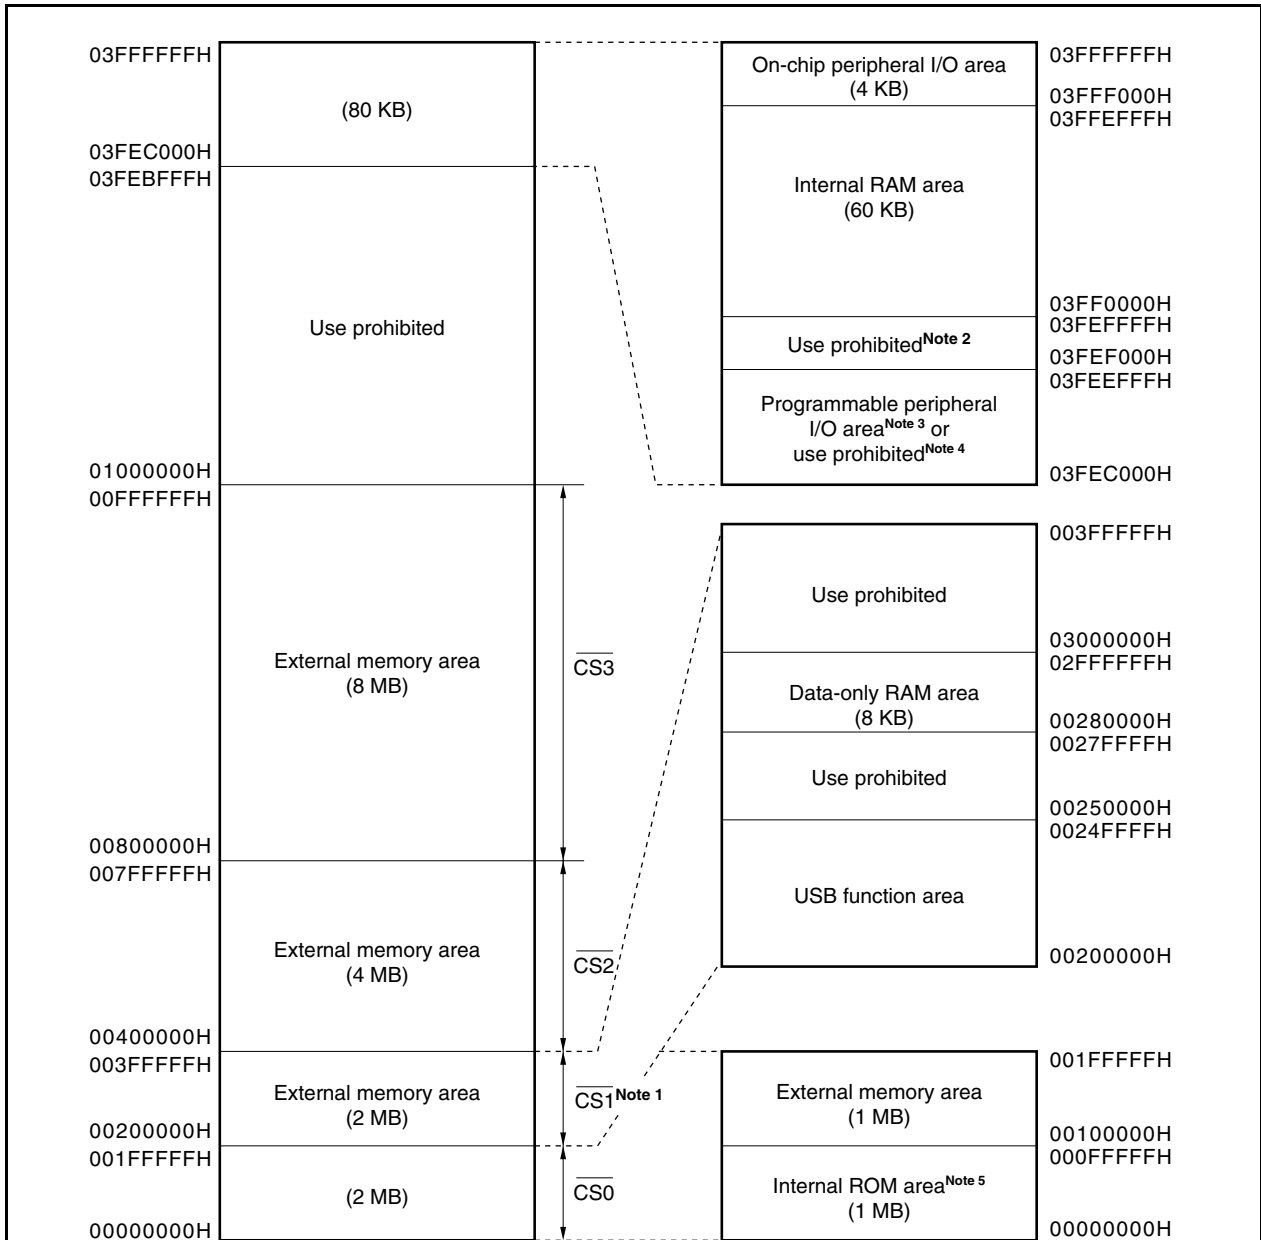 03FFFFFFH
(80 KB)
03FEC000H
03FEBFFFH
Use prohibited
01000000H
00FFFFFFH
External memory area
(8 MB)
CS3
00800000H
007FFFFFH
External memory area
(4 MB)
CS2
00400000H
003FFFFFH
External memory area
(2 MB)
CS1Note 1
00200000H
001FFFFFH
(2 MB)
CS0
00000000H
On-chip peripheral I/O area
(4 KB)
03FFFFFFH
03FFF000H
03FFEFFFH
Internal RAM area
(60 KB)
03FF0000H
03FEFFFFH
Use prohibitedNote 2
03FEF000H
03FEEFFFH
Programmable peripheral
I/O areaNote 3 or
use prohibitedNote 4
03FEC000H
003FFFFFH
Use prohibited
03000000H
02FFFFFFH
Data-only RAM area
(8 KB)
00280000H
0027FFFFH
Use prohibited
00250000H
0024FFFFH
USB function area
00200000H
001FFFFFH
External memory area
(1 MB)
00100000H
000FFFFFH
Internal ROM areaNote 5
(1 MB)
00000000H